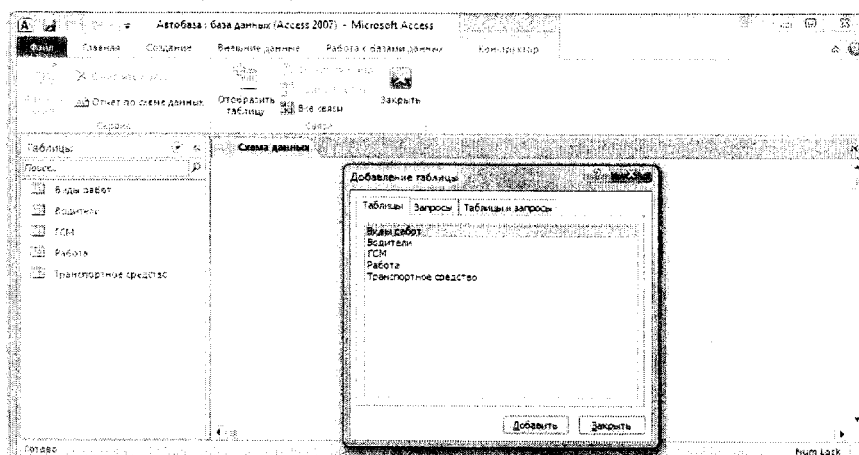 Автобаза : база данных (Access 2007) - Microsoft Access
Файл Главная Создание Внешние данные Работа с базами данных Конструктор
Отчет по схеме данных Отобразить таблицу Все связи Закрыть
Сервис Связи
Таблицы Схема данных
Поиск...
Виды работ
Водители
ГСМ
Работа
Транспортное средство
Добавление таблицы
Таблицы Запросы Таблицы и запросы
Виды работ
Водители
ГСМ
Работа
Транспортное средство
Добавить Закрыть
Готово Num Lock